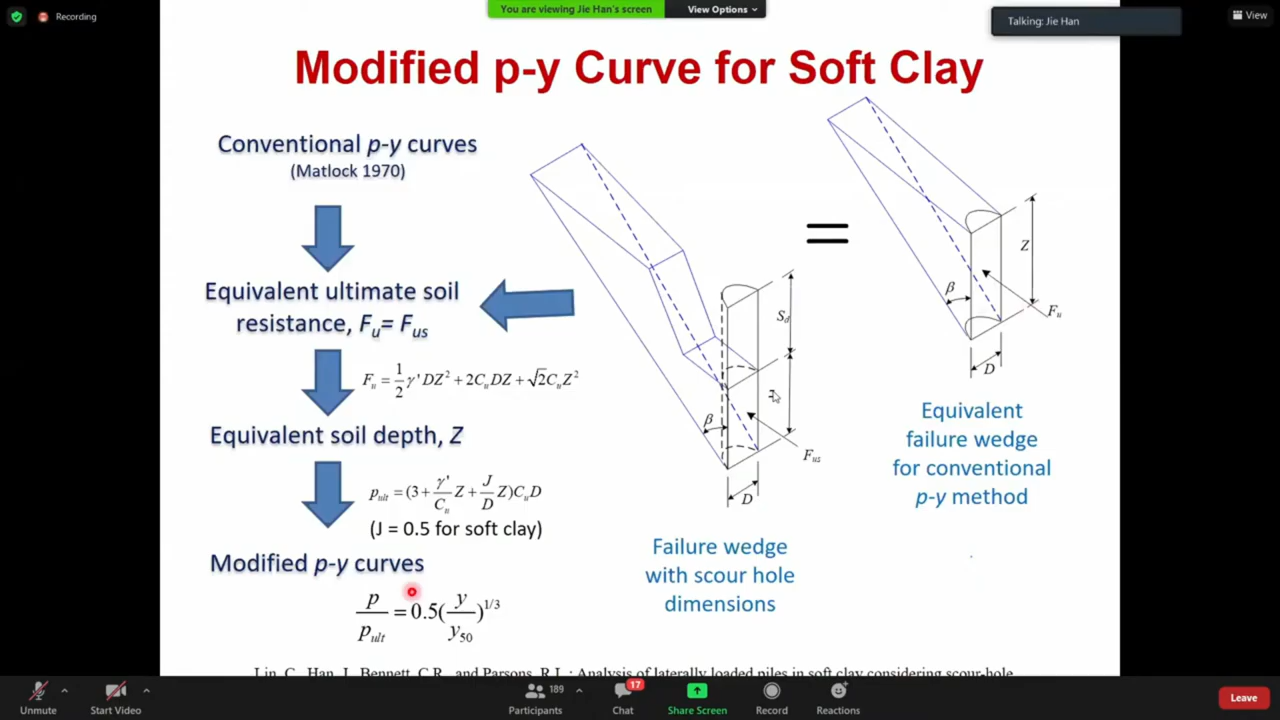 Recording
You are viewing Jie Han's screen
View Options
Talking: Jie Han
View
Modified p-y Curve for Soft Clay
Conventional p-y curves
(Matlock 1970)
Equivalent ultimate soil
resistance, Fu= Fus
Fu = 1/2 γ'DZ² + 2CuDZ + √2CuZ²
Equivalent soil depth, Z
pult = (3 + γ'/Cu Z + J/D Z)CuD
(J = 0.5 for soft clay)
Modified p-y curves
p/pult = 0.5(y/y50)^1/3
Sd
β
Fus
D
Failure wedge
with scour hole
dimensions
=
Z
β
Fu
D
Equivalent
failure wedge
for conventional
p-y method
Lin, C., Han, J., Bennett, C.R., and Parsons, R.L.: Analysis of laterally loaded piles in soft clay considering scour-hole
Unmute
Start Video
189
Participants
17
Chat
Share Screen
Record
Reactions
Leave